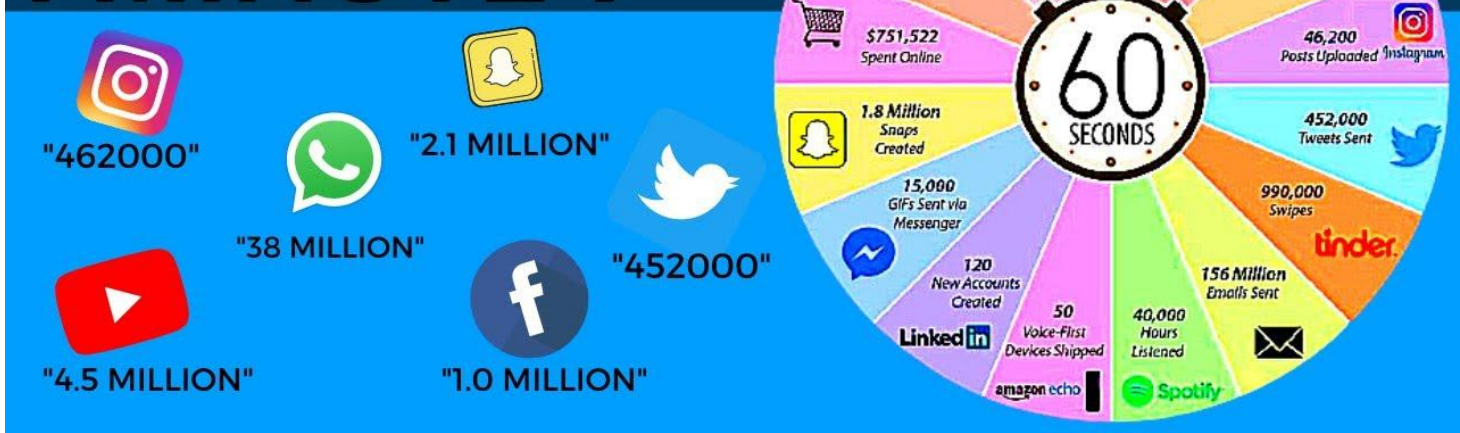 "462000"
"2.1 MILLION"
"38 MILLION"
"452000"
"4.5 MILLION"
"1.0 MILLION"
60
SECONDS
$751,522
Spent Online
1.8 Million
Snaps
Created
15,000
GIFs Sent via
Messenger
120
New Accounts
Created
Linked in
50
Voice-First
Devices Shipped
amazon echo
40,000
Hours
Listened
Spotify
156 Million
Emails Sent
990,000
Swipes
tinder.
452,000
Tweets Sent
46,200
Posts Uploaded
Instagram